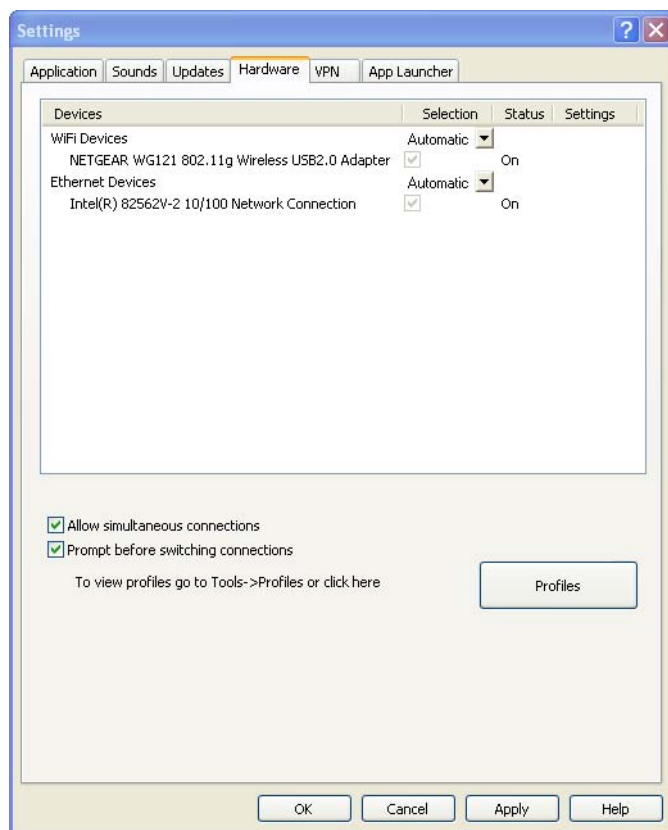 Settings
Application Sounds Updates Hardware VPN App Launcher
Devices Selection Status Settings
WiFi Devices Automatic
NETGEAR WG121 802.11g Wireless USB2.0 Adapter On
Ethernet Devices Automatic
Intel(R) 82562V-2 10/100 Network Connection On
Allow simultaneous connections
Prompt before switching connections
To view profiles go to Tools->Profiles or click here Profiles
OK Cancel Apply Help